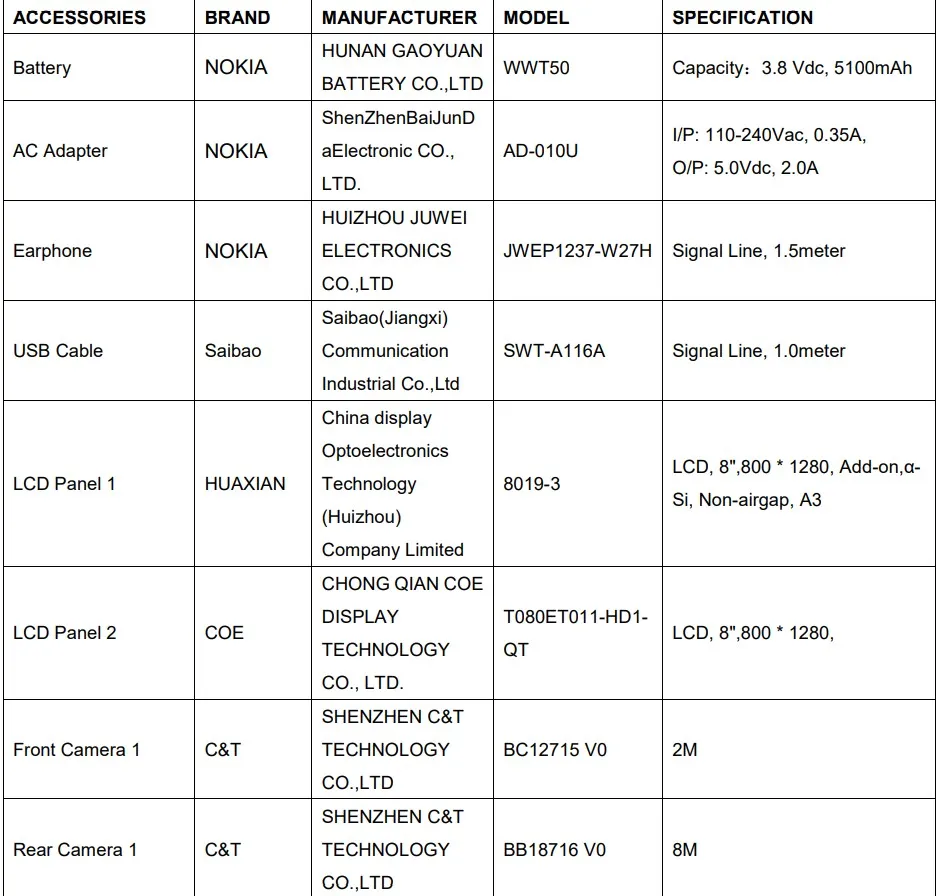 ACCESSORIES BRAND MANUFACTURER MODEL SPECIFICATION
Battery NOKIA HUNAN GAOYUAN
BATTERY CO.,LTD WWT50 Capacity：3.8 Vdc, 5100mAh
AC Adapter NOKIA ShenZhenBaiJunD
aElectronic CO.,
LTD. AD-010U I/P: 110-240Vac, 0.35A,
O/P: 5.0Vdc, 2.0A
Earphone NOKIA HUIZHOU JUWEI
ELECTRONICS
CO.,LTD JWEP1237-W27H Signal Line, 1.5meter
USB Cable Saibao Saibao(Jiangxi)
Communication
Industrial Co.,Ltd SWT-A116A Signal Line, 1.0meter
LCD Panel 1 HUAXIAN China display
Optoelectronics
Technology
(Huizhou)
Company Limited 8019-3 LCD, 8",800 * 1280, Add-on,α-
Si, Non-airgap, A3
LCD Panel 2 COE CHONG QIAN COE
DISPLAY
TECHNOLOGY
CO., LTD. T080ET011-HD1-
QT LCD, 8",800 * 1280,
Front Camera 1 C&T SHENZHEN C&T
TECHNOLOGY
CO.,LTD BC12715 V0 2M
Rear Camera 1 C&T SHENZHEN C&T
TECHNOLOGY
CO.,LTD BB18716 V0 8M